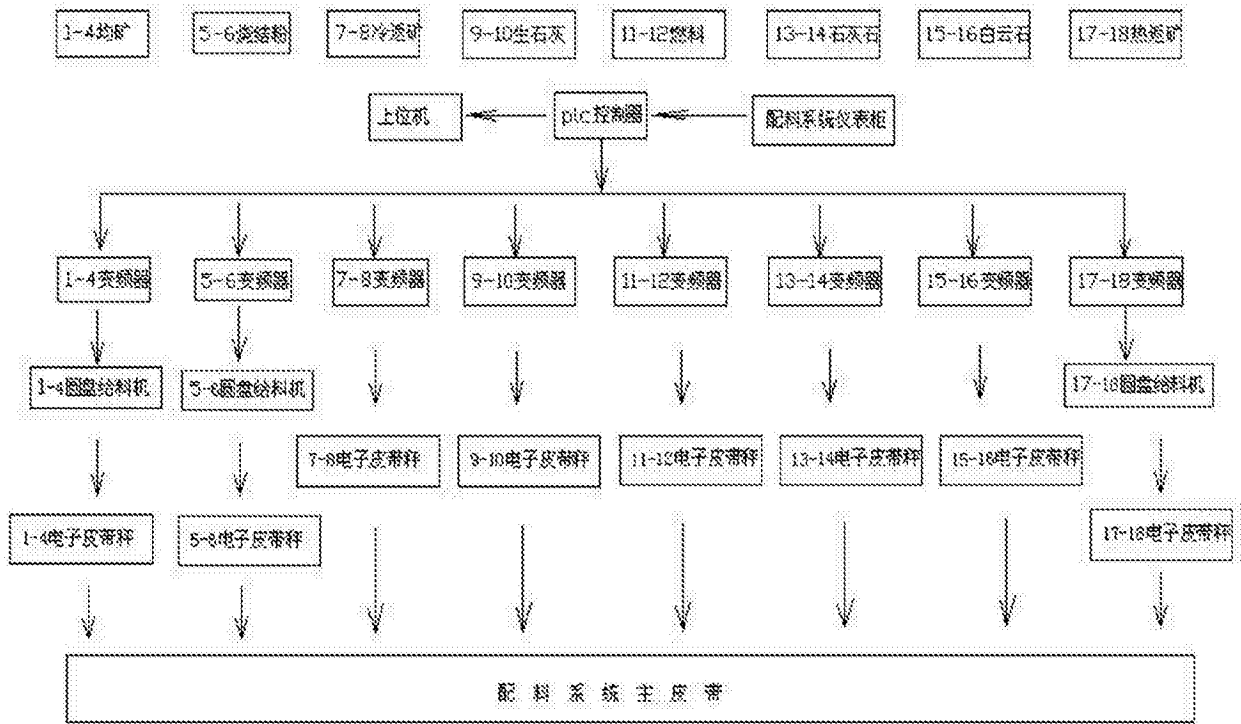 1-4均矿
5-6烧结粉
7-8冷返矿
9-10生石灰
11-12燃料
13-14石灰石
15-16白云石
17-18热返矿
上位机
plc控制器
配料系统仪表柜
1-4变频器
5-6变频器
7-8变频器
9-10变频器
11-12变频器
13-14变频器
15-16变频器
17-18变频器
1-4圆盘给料机
5-6圆盘给料机
17-18圆盘给料机
7-8电子皮带秤
9-10电子皮带秤
11-12电子皮带秤
13-14电子皮带秤
15-16电子皮带秤
1-4电子皮带秤
5-6电子皮带秤
17-18电子皮带秤
配料系统主皮带